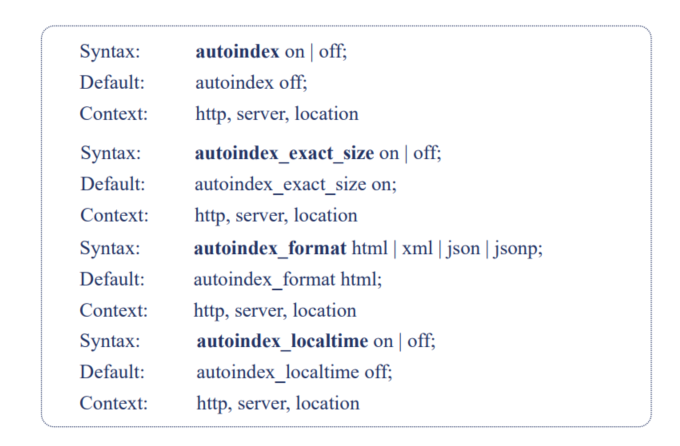 Syntax: autoindex on | off;
Default: autoindex off;
Context: http, server, location
Syntax: autoindex_exact_size on | off;
Default: autoindex_exact_size on;
Context: http, server, location
Syntax: autoindex_format html | xml | json | jsonp;
Default: autoindex_format html;
Context: http, server, location
Syntax: autoindex_localtime on | off;
Default: autoindex_localtime off;
Context: http, server, location